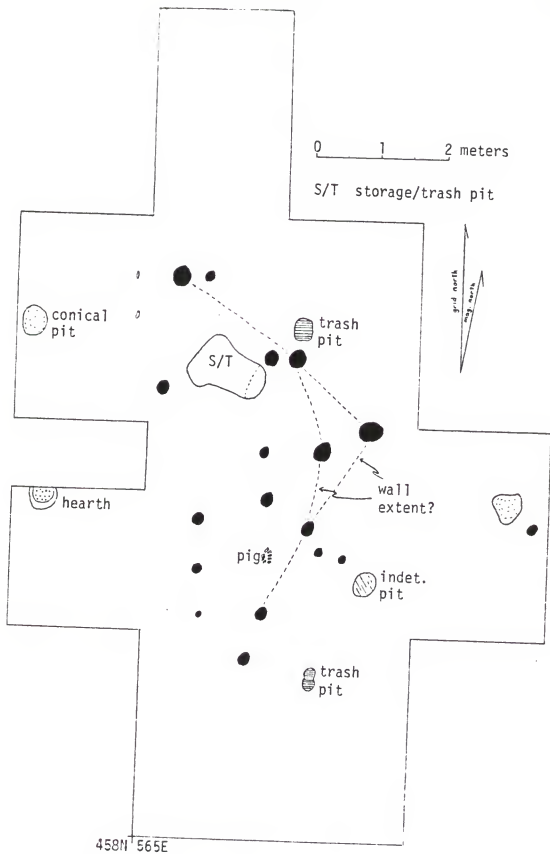 0 1 2 meters
S/T storage/trash pit
grid north
mag. north
conical
pit
trash
pit
S/T
hearth
wall
extent?
pig
indet.
pit
trash
pit
458N 565E